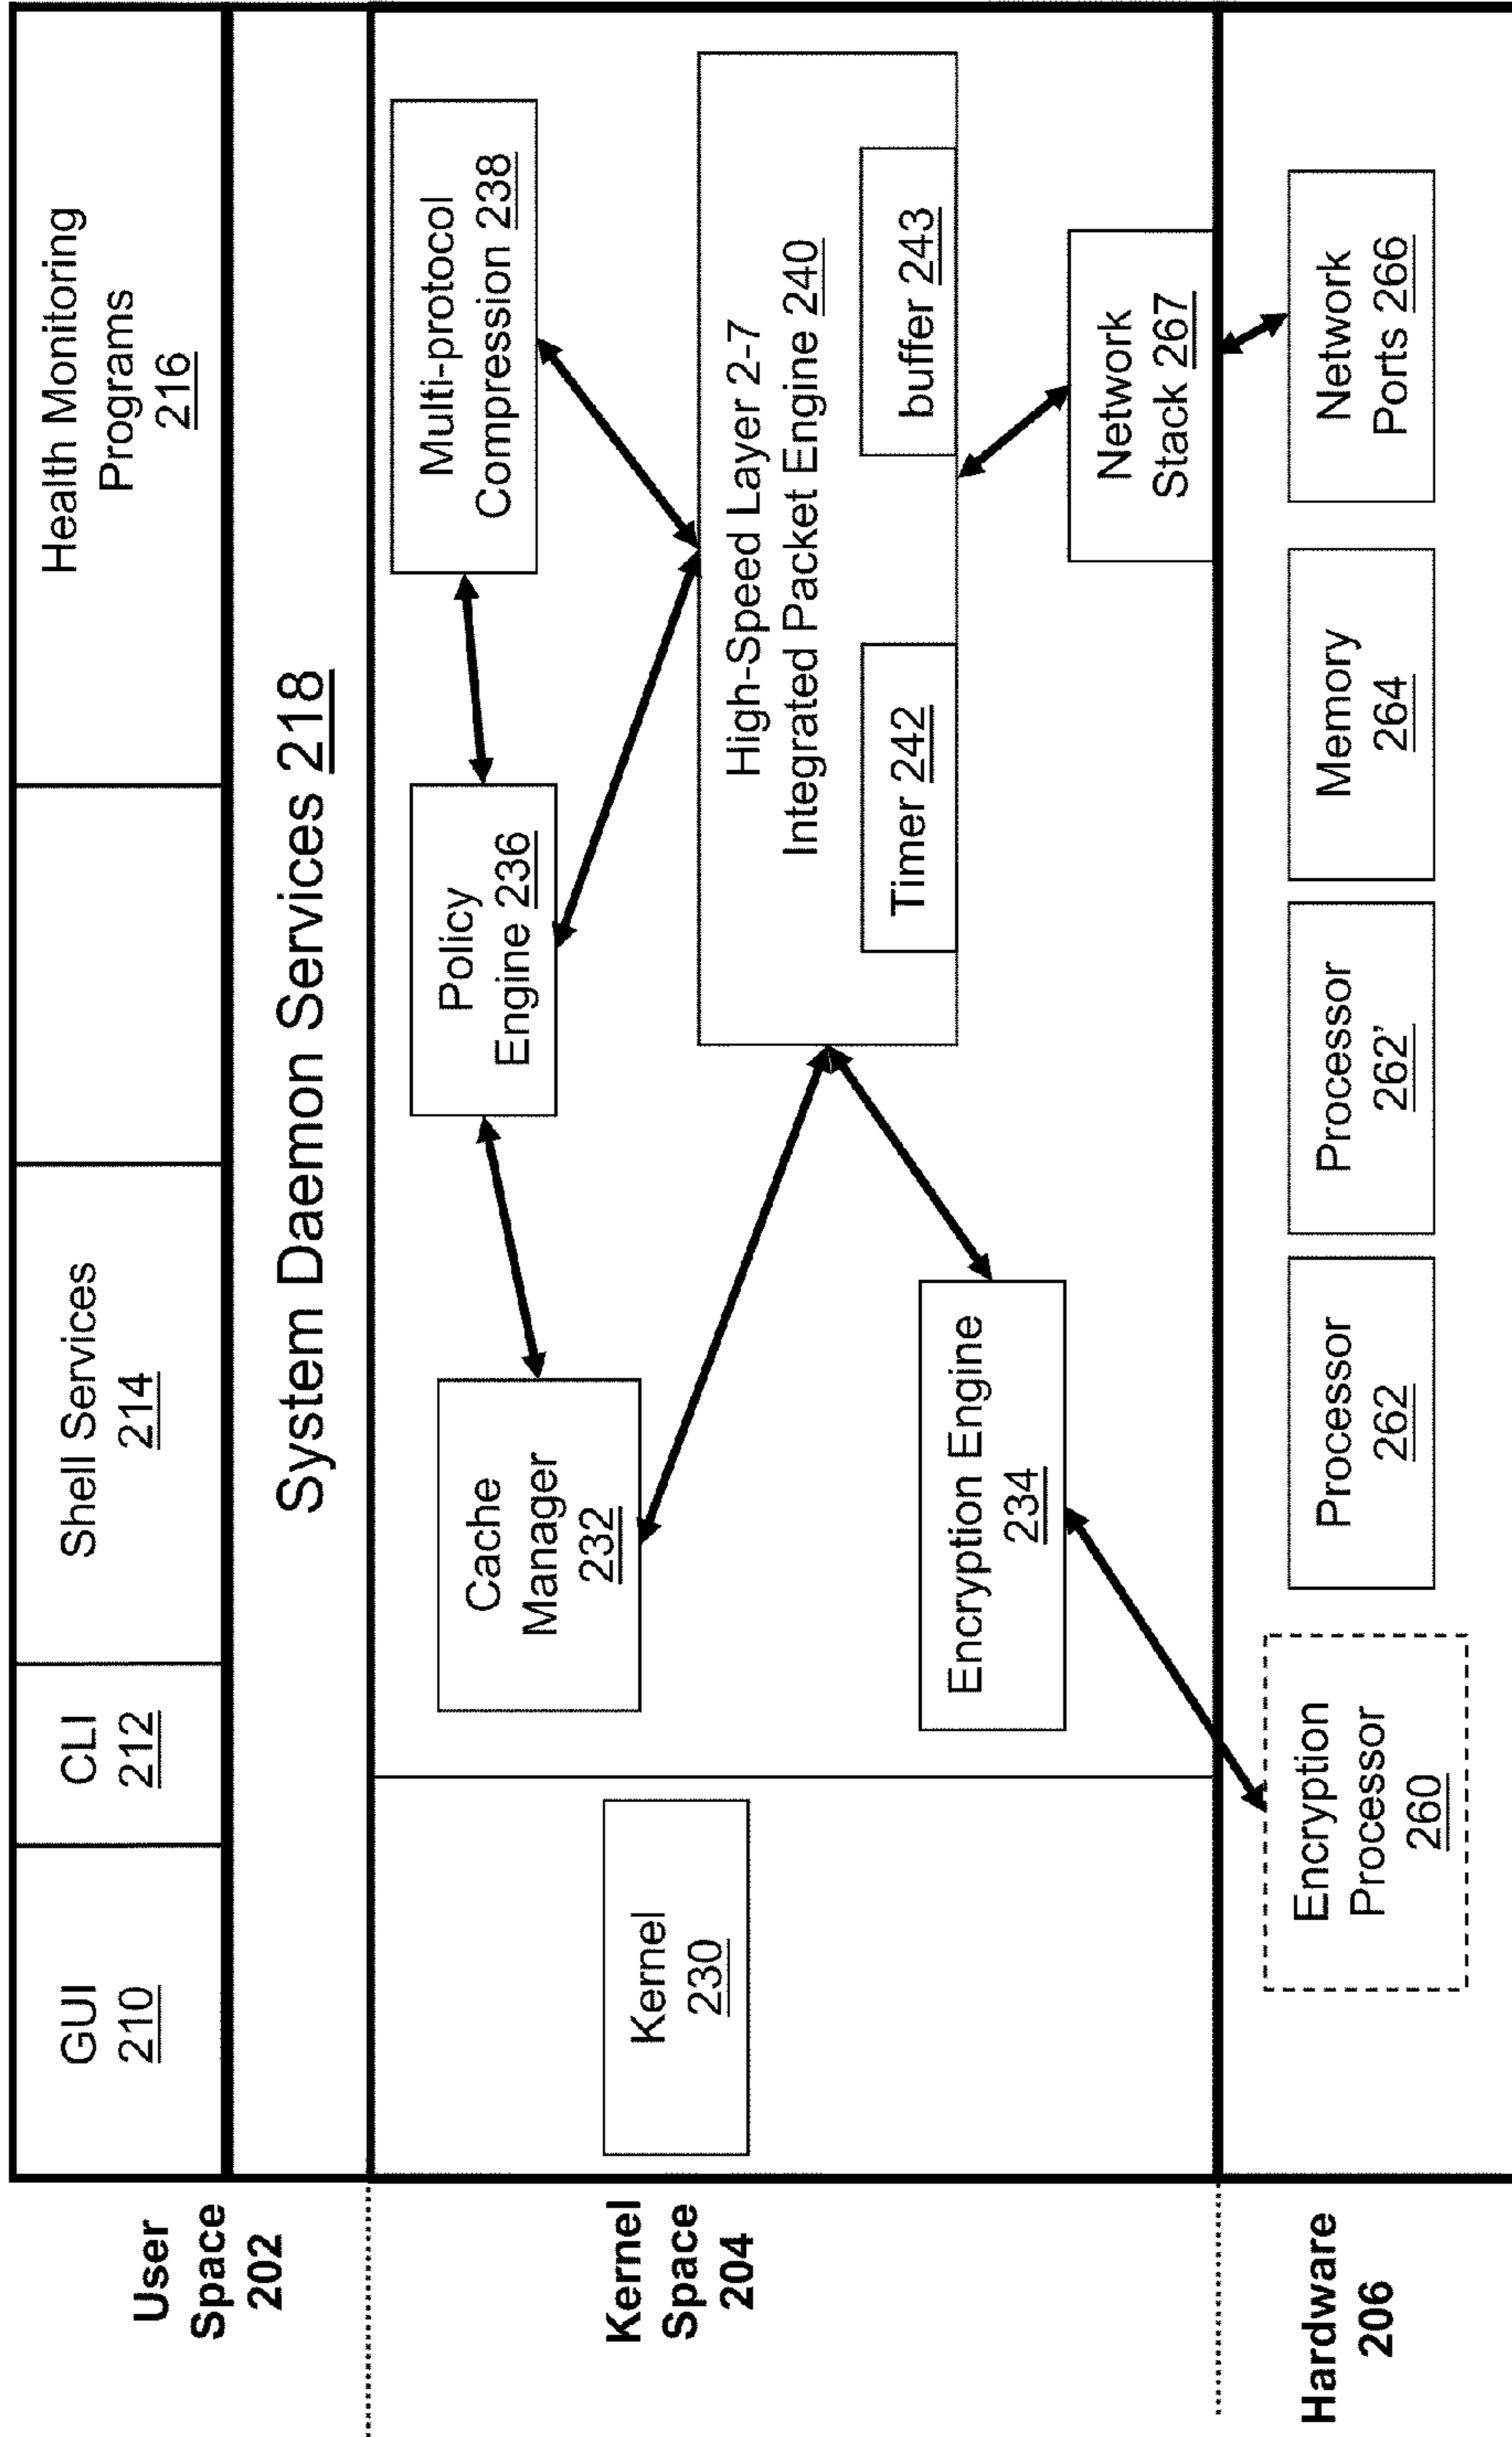 User
Space
202
GUI
210
CLI
212
Shell Services
214
Health Monitoring
Programs
216
System Daemon Services 218
Kernel
Space
204
Kernel
230
Cache
Manager
232
Policy
Engine 236
Multi-protocol
Compression 238
High-Speed Layer 2-7
Integrated Packet Engine 240
Timer 242
buffer 243
Encryption Engine
234
Network
Stack 267
Hardware
206
Encryption
Processor
260
Processor
262
Processor
262'
Memory
264
Network
Ports 266